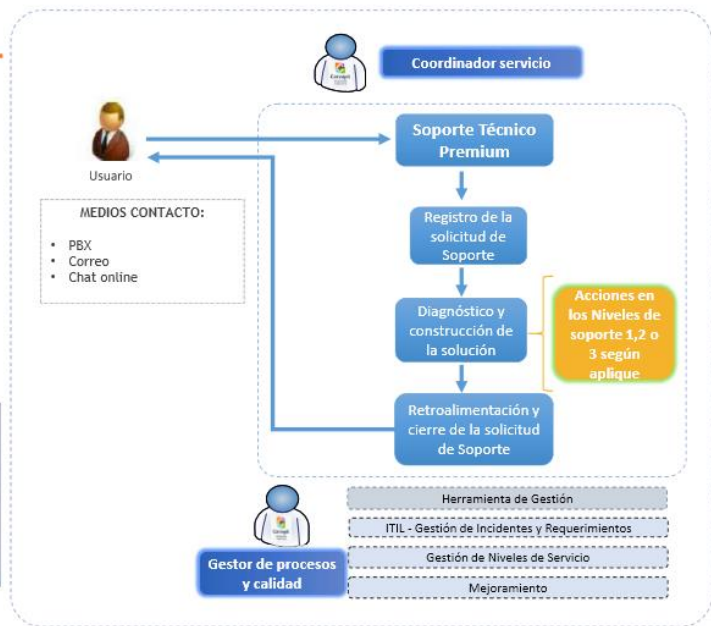 Coordinador servicio
Soporte Técnico
Premium
Usuario
MEDIOS CONTACTO:
• PBX
• Correo
• Chat online
Registro de la
solicitud de
Soporte
Diagnóstico y
construcción de
la solución
Acciones en
los Niveles de
soporte 1,2 o
3 según
aplique
Retroalimentación y
cierre de la solicitud
de Soporte
Gestor de procesos
y calidad
Herramienta de Gestión
ITIL - Gestión de Incidentes y Requerimientos
Gestión de Niveles de Servicio
Mejoramiento